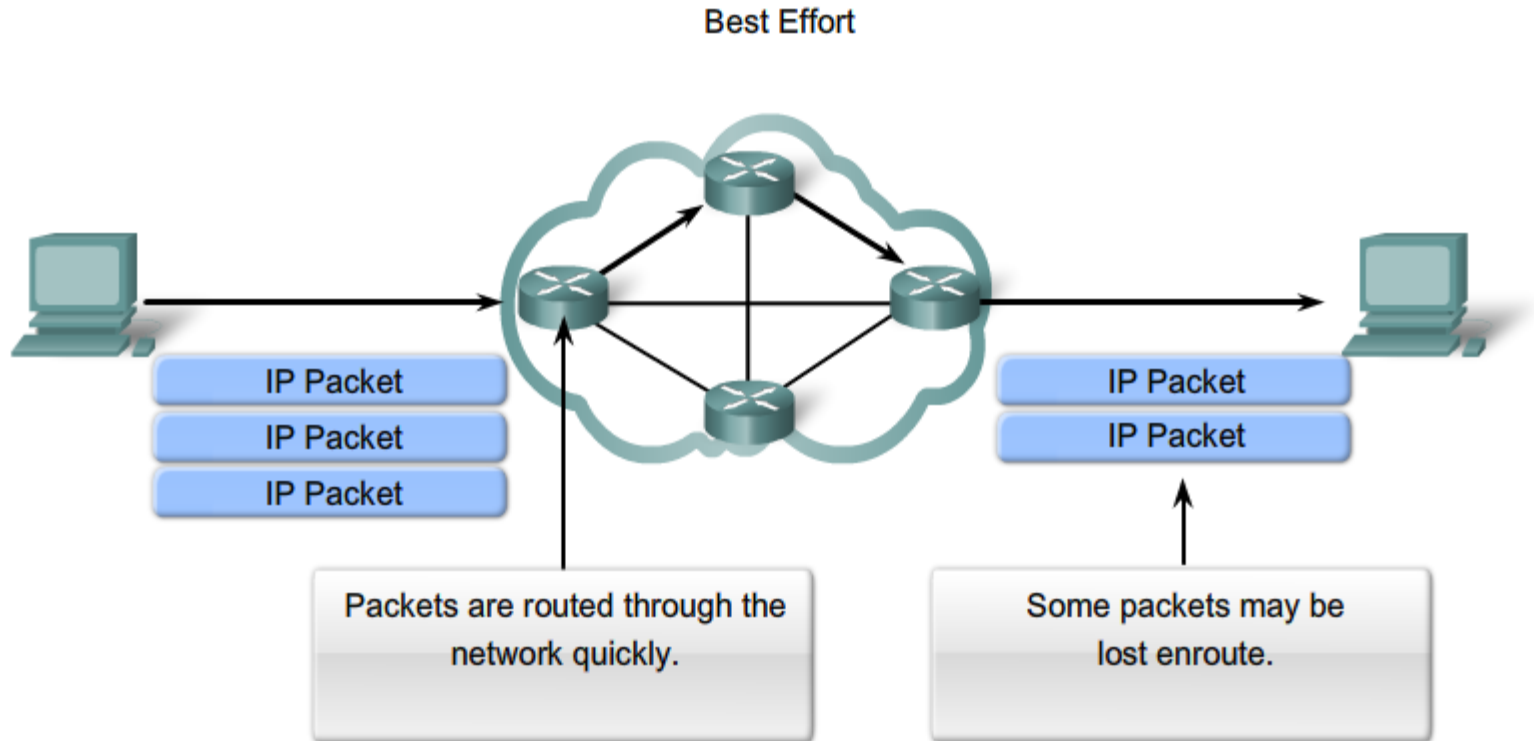 Best Effort
IP Packet
IP Packet
IP Packet
IP Packet
IP Packet
Packets are routed through the
network quickly.
Some packets may be
lost enroute.